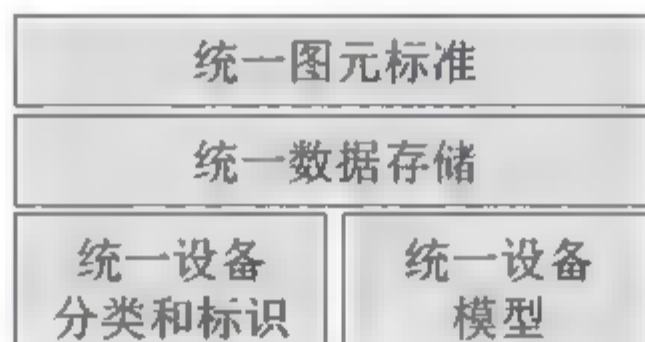 统一图元标准
统一数据存储
统一设备
分类和标识
统一设备
模型